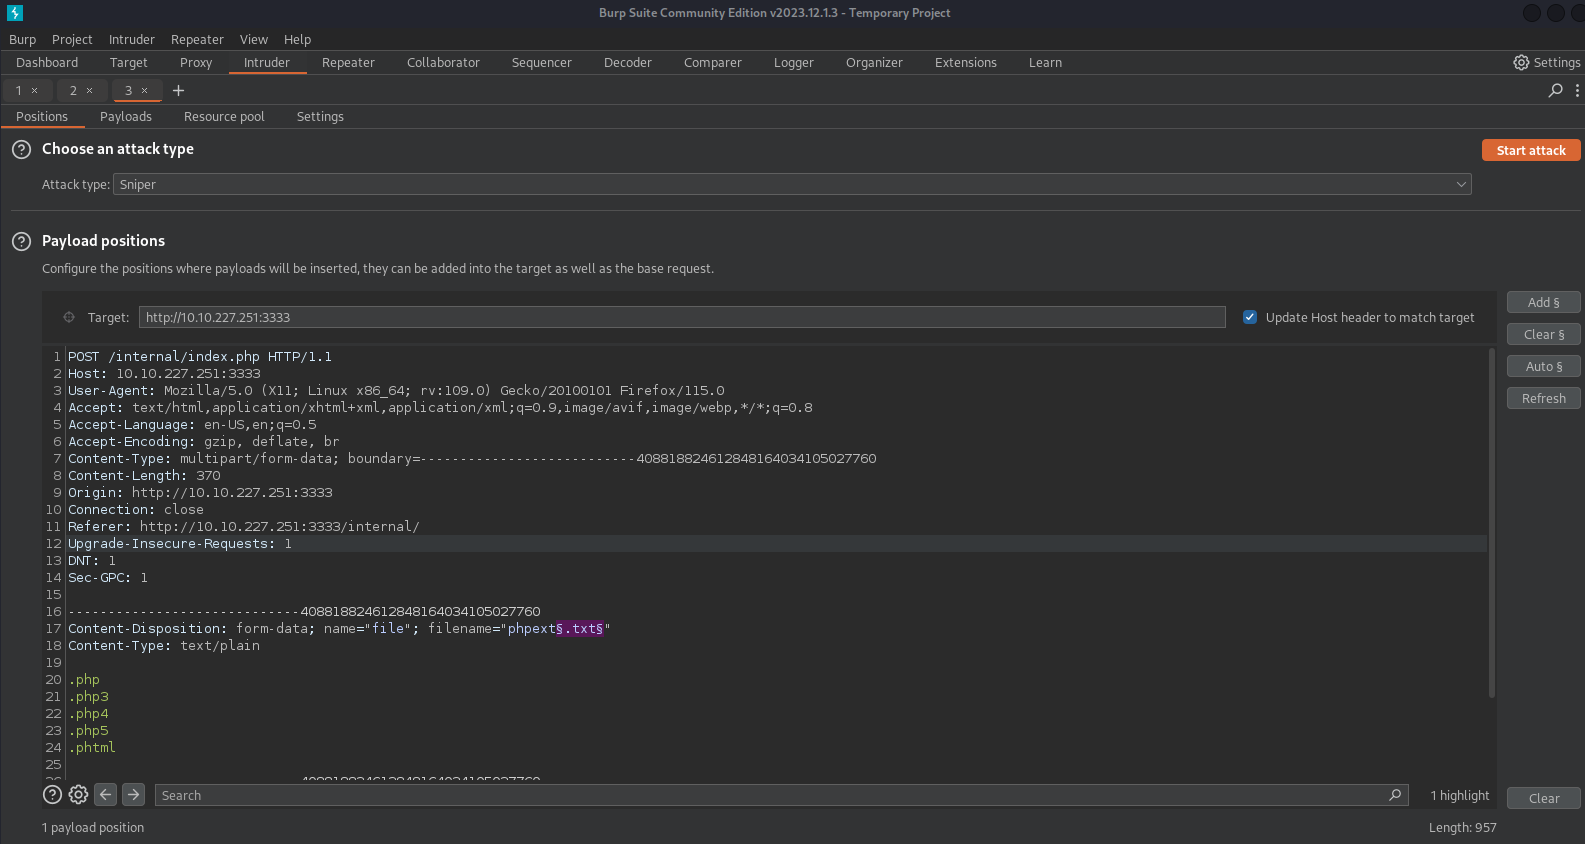 Burp Suite Community Edition v2023.12.1.3 - Temporary Project
Burp Project Intruder Repeater View Help
Dashboard Target Proxy Intruder Repeater Collaborator Sequencer Decoder Comparer Logger Organizer Extensions Learn Settings
1 × 2 × 3 × +
Positions Payloads Resource pool Settings
? Choose an attack type
Start attack
Attack type: Sniper
? Payload positions
Configure the positions where payloads will be inserted, they can be added into the target as well as the base request.
Target: http://10.10.227.251:3333 Update Host header to match target
Add §
Clear §
Auto §
Refresh
1 POST /internal/index.php HTTP/1.1
2 Host: 10.10.227.251:3333
3 User-Agent: Mozilla/5.0 (X11; Linux x86_64; rv:109.0) Gecko/20100101 Firefox/115.0
4 Accept: text/html,application/xhtml+xml,application/xml;q=0.9,image/avif,image/webp,*/*;q=0.8
5 Accept-Language: en-US,en;q=0.5
6 Accept-Encoding: gzip, deflate, br
7 Content-Type: multipart/form-data; boundary=---------------------------408818824612848164034105027760
8 Content-Length: 370
9 Origin: http://10.10.227.251:3333
10 Connection: close
11 Referer: http://10.10.227.251:3333/internal/
12 Upgrade-Insecure-Requests: 1
13 DNT: 1
14 Sec-GPC: 1
15
16 -----------------------------408818824612848164034105027760
17 Content-Disposition: form-data; name="file"; filename="phpext§.txt§"
18 Content-Type: text/plain
19
20 .php
21 .php3
22 .php4
23 .php5
24 .phtml
25
26 -----------------------------408818824612848164034105027760
? Search 1 highlight Clear
1 payload position Length: 957